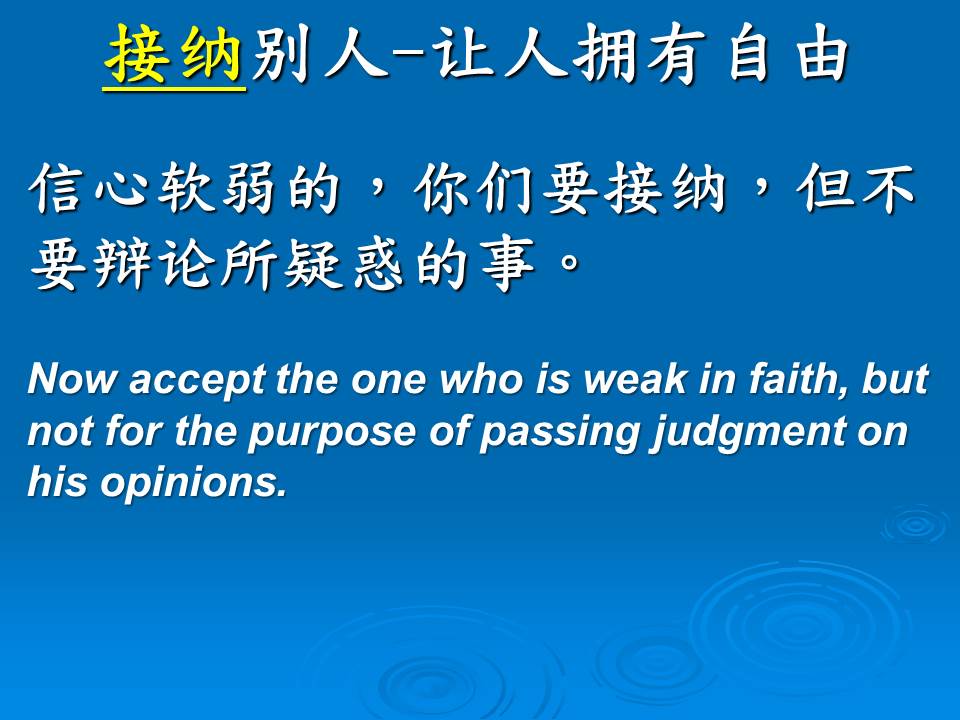 接纳别人-让人拥有自由
信心软弱的，你们要接纳，但不
要辩论所疑惑的事。
Now accept the one who is weak in faith, but
not for the purpose of passing judgment on
his opinions.